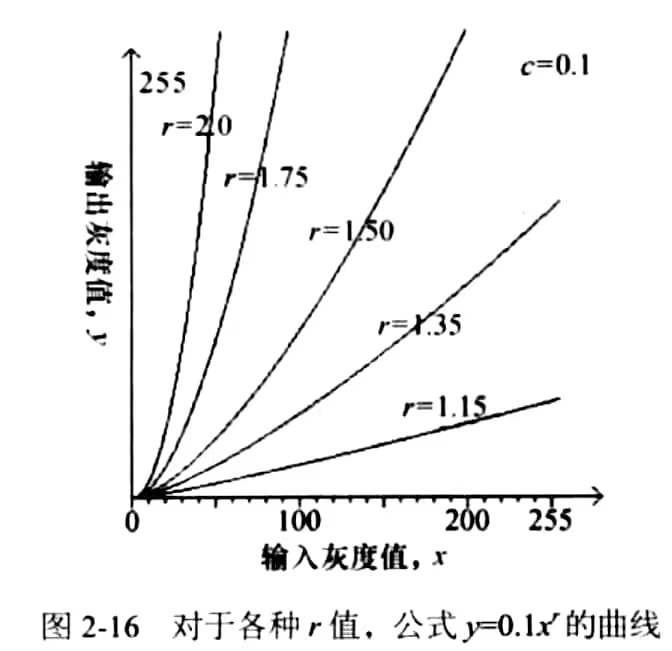 255
c=0.1
r=2.0
r=1.75
r=1.50
r=1.35
r=1.15
输出灰度值, y
0 100 200 255
输入灰度值, x
图 2-16 对于各种 r 值，公式 y=0.1xʳ 的曲线